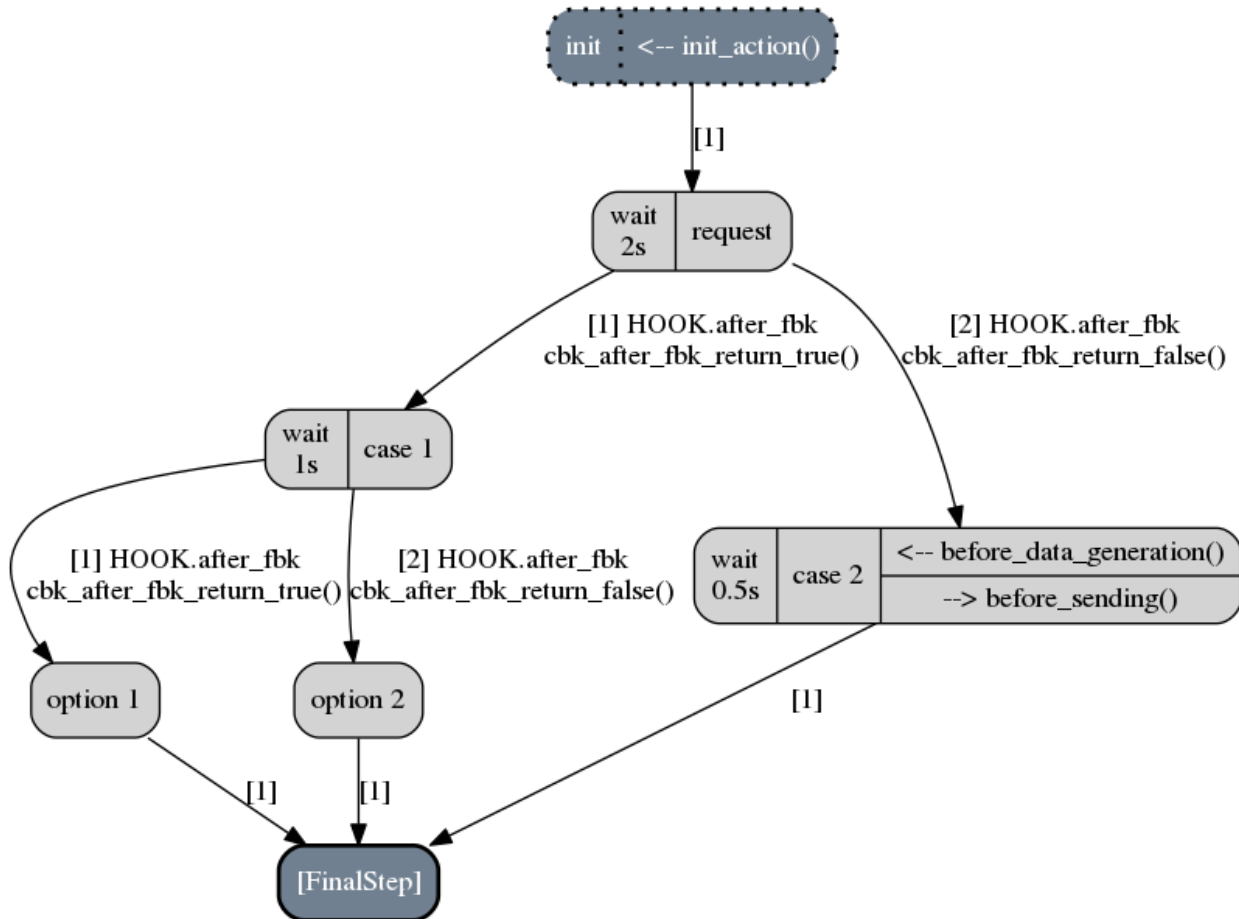 init
<-- init_action()
[1]
wait
2s
request
[1] HOOK.after_fbk
cbk_after_fbk_return_true()
[2] HOOK.after_fbk
cbk_after_fbk_return_false()
wait
1s
case 1
[1] HOOK.after_fbk
cbk_after_fbk_return_true()
[2] HOOK.after_fbk
cbk_after_fbk_return_false()
wait
0.5s
case 2
<-- before_data_generation()
--> before_sending()
option 1
option 2
[1]
[1]
[1]
[FinalStep]